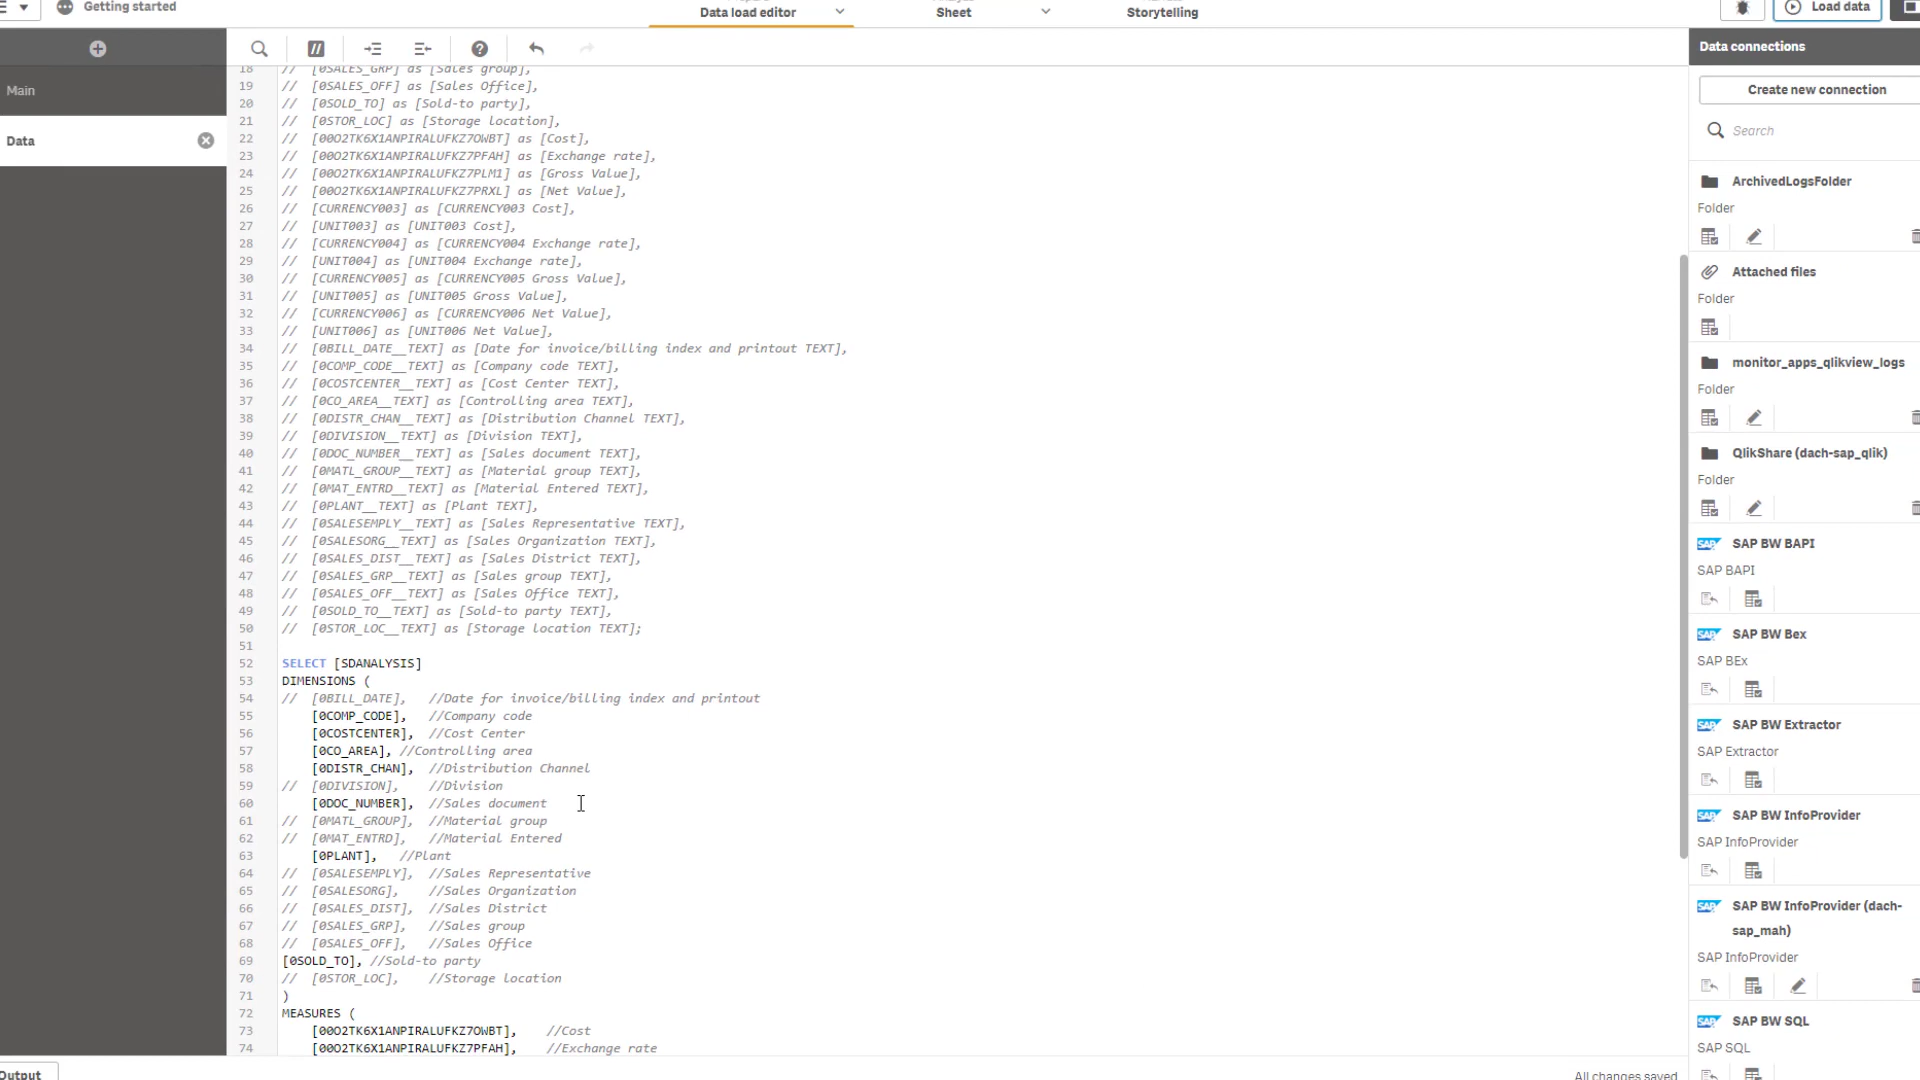 Getting started
Data load editor
Sheet
Storytelling
Load data
Main
Data
18 // [0SALES_GRP] as [Sales group],
19 // [0SALES_OFF] as [Sales Office],
20 // [0SOLD_TO] as [Sold-to party],
21 // [0STOR_LOC] as [Storage location],
22 // [00O2TK6X1ANPIRALUFKZ7OWBT] as [Cost],
23 // [00O2TK6X1ANPIRALUFKZ7PFAH] as [Exchange rate],
24 // [00O2TK6X1ANPIRALUFKZ7PLM1] as [Gross Value],
25 // [00O2TK6X1ANPIRALUFKZ7PRXL] as [Net Value],
26 // [CURRENCY003] as [CURRENCY003 Cost],
27 // [UNIT003] as [UNIT003 Cost],
28 // [CURRENCY004] as [CURRENCY004 Exchange rate],
29 // [UNIT004] as [UNIT004 Exchange rate],
30 // [CURRENCY005] as [CURRENCY005 Gross Value],
31 // [UNIT005] as [UNIT005 Gross Value],
32 // [CURRENCY006] as [CURRENCY006 Net Value],
33 // [UNIT006] as [UNIT006 Net Value],
34 // [0BILL_DATE__TEXT] as [Date for invoice/billing index and printout TEXT],
35 // [0COMP_CODE__TEXT] as [Company code TEXT],
36 // [0COSTCENTER__TEXT] as [Cost Center TEXT],
37 // [0CO_AREA__TEXT] as [Controlling area TEXT],
38 // [0DISTR_CHAN__TEXT] as [Distribution Channel TEXT],
39 // [0DIVISION__TEXT] as [Division TEXT],
40 // [0DOC_NUMBER__TEXT] as [Sales document TEXT],
41 // [0MATL_GROUP__TEXT] as [Material group TEXT],
42 // [0MAT_ENTRD__TEXT] as [Material Entered TEXT],
43 // [0PLANT__TEXT] as [Plant TEXT],
44 // [0SALESEMPLY__TEXT] as [Sales Representative TEXT],
45 // [0SALESORG__TEXT] as [Sales Organization TEXT],
46 // [0SALES_DIST__TEXT] as [Sales District TEXT],
47 // [0SALES_GRP__TEXT] as [Sales group TEXT],
48 // [0SALES_OFF__TEXT] as [Sales Office TEXT],
49 // [0SOLD_TO__TEXT] as [Sold-to party TEXT],
50 // [0STOR_LOC__TEXT] as [Storage location TEXT];
51
52 SELECT [SDANALYSIS]
53 DIMENSIONS (
54 // [0BILL_DATE], //Date for invoice/billing index and printout
55 [0COMP_CODE], //Company code
56 [0COSTCENTER], //Cost Center
57 [0CO_AREA], //Controlling area
58 [0DISTR_CHAN], //Distribution Channel
59 // [0DIVISION], //Division
60 [0DOC_NUMBER], //Sales document
61 // [0MATL_GROUP], //Material group
62 // [0MAT_ENTRD], //Material Entered
63 [0PLANT], //Plant
64 // [0SALESEMPLY], //Sales Representative
65 // [0SALESORG], //Sales Organization
66 // [0SALES_DIST], //Sales District
67 // [0SALES_GRP], //Sales group
68 // [0SALES_OFF], //Sales Office
69 [0SOLD_TO], //Sold-to party
70 // [0STOR_LOC], //Storage location
71 )
72 MEASURES (
73 [00O2TK6X1ANPIRALUFKZ7OWBT], //Cost
74 [00O2TK6X1ANPIRALUFKZ7PFAH], //Exchange rate
Data connections
Create new connection
Search
ArchivedLogsFolder
Folder
Attached files
Folder
monitor_apps_qlikview_logs
Folder
QlikShare (dach-sap_qlik)
Folder
SAP SAP BW BAPI
SAP BAPI
SAP SAP BW Bex
SAP BEx
SAP SAP BW Extractor
SAP Extractor
SAP SAP BW InfoProvider
SAP InfoProvider
SAP SAP BW InfoProvider (dach-
sap_mah)
SAP InfoProvider
SAP SAP BW SQL
SAP SQL
Output
All changes saved